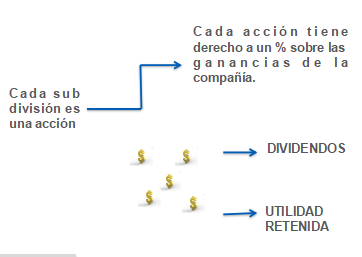 Cada acción tiene
derecho a un % sobre las
ganancias de la
compañía.
Cada sub
división es
una acción
DIVIDENDOS
UTILIDAD
RETENIDA